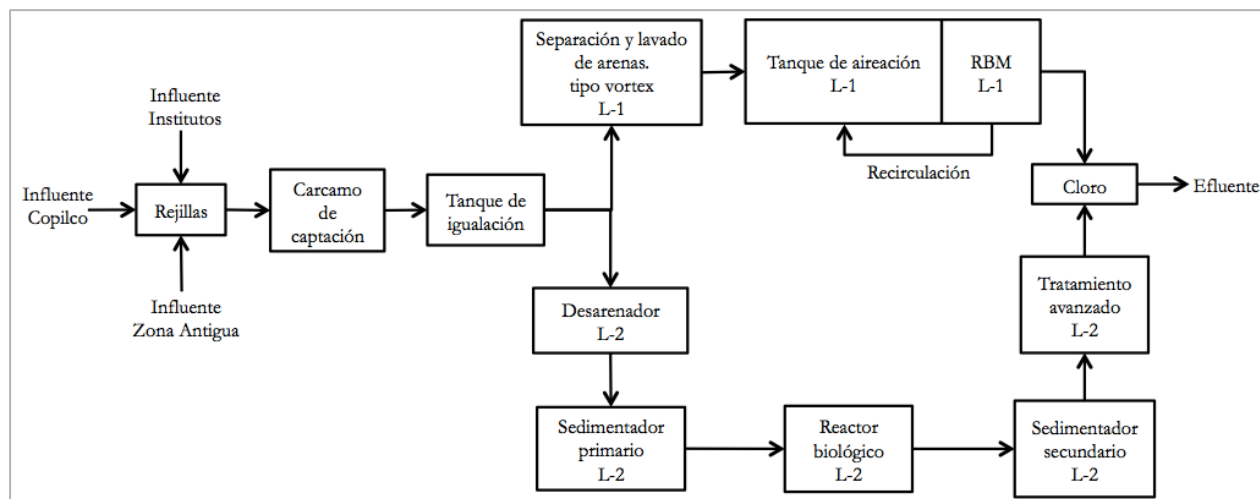 Influente
Institutos
Influente
Copilco
Rejillas
Influente
Zona Antigua
Carcamo
de
captación
Tanque de
igualación
Separación y lavado
de arenas.
tipo vortex
L-1
Tanque de aireación
L-1
RBM
L-1
Recirculación
Cloro
Efluente
Desarenador
L-2
Sedimentador
primario
L-2
Reactor
biológico
L-2
Sedimentador
secundario
L-2
Tratamiento
avanzado
L-2